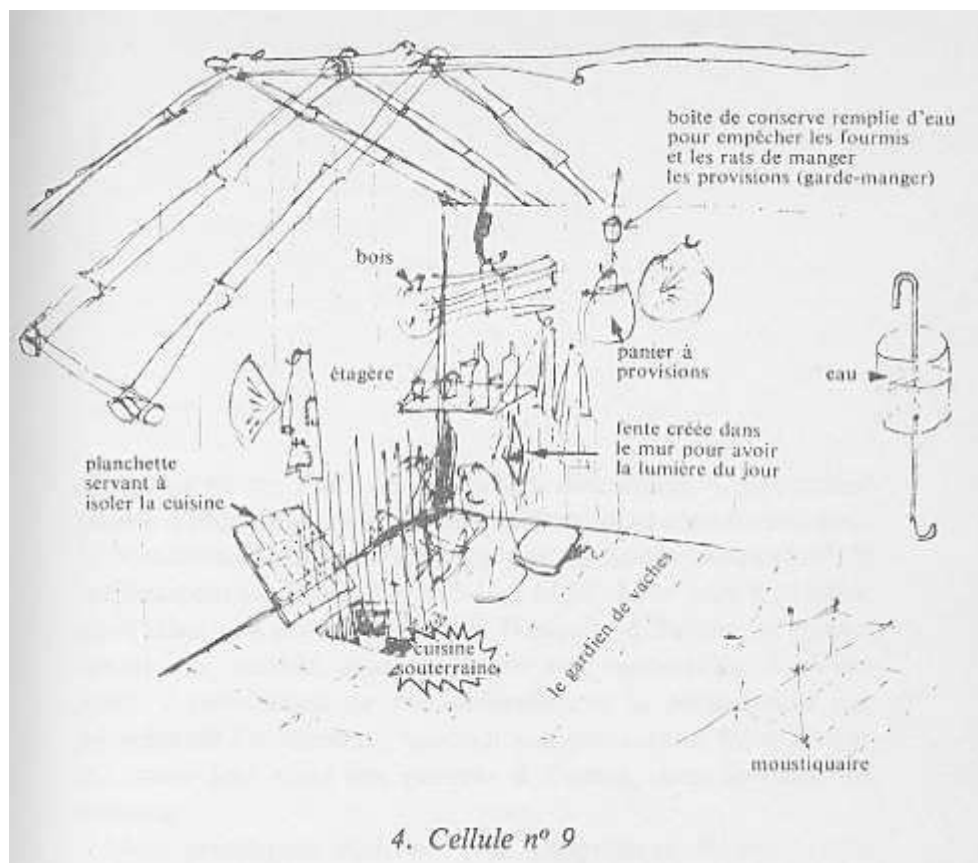 boîte de conserve remplie d'eau
pour empêcher les fourmis
et les rats de manger
les provisions (garde-manger)
bois
panier à
provisions
étagère
eau
fente créée dans
le mur pour avoir
la lumière du jour
planchette
servant à
isoler la cuisine
cuisine
souterraine
le gardien de vaches
moustiquaire
4. Cellule nº 9